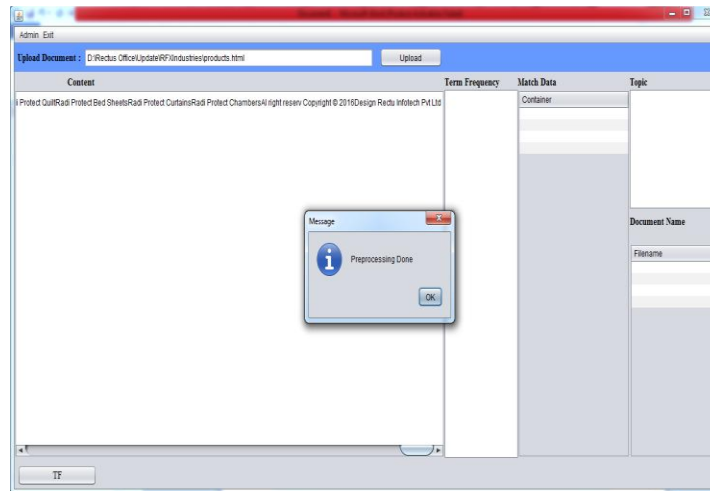 Admin Exit
Upload Document : D:\Rectus Office\Update\RF\Industries\products.html Upload
Content Term Frequency Match Data Topic
i Protect QuiltRadi Protect Bed SheetsRadi Protect CurtainsRadi Protect ChambersAl right reserv Copyright © 2016Design Rectu Infotech Pvt Ltd
Container
Message
Preprocessing Done
OK
Document Name
Filename
TF